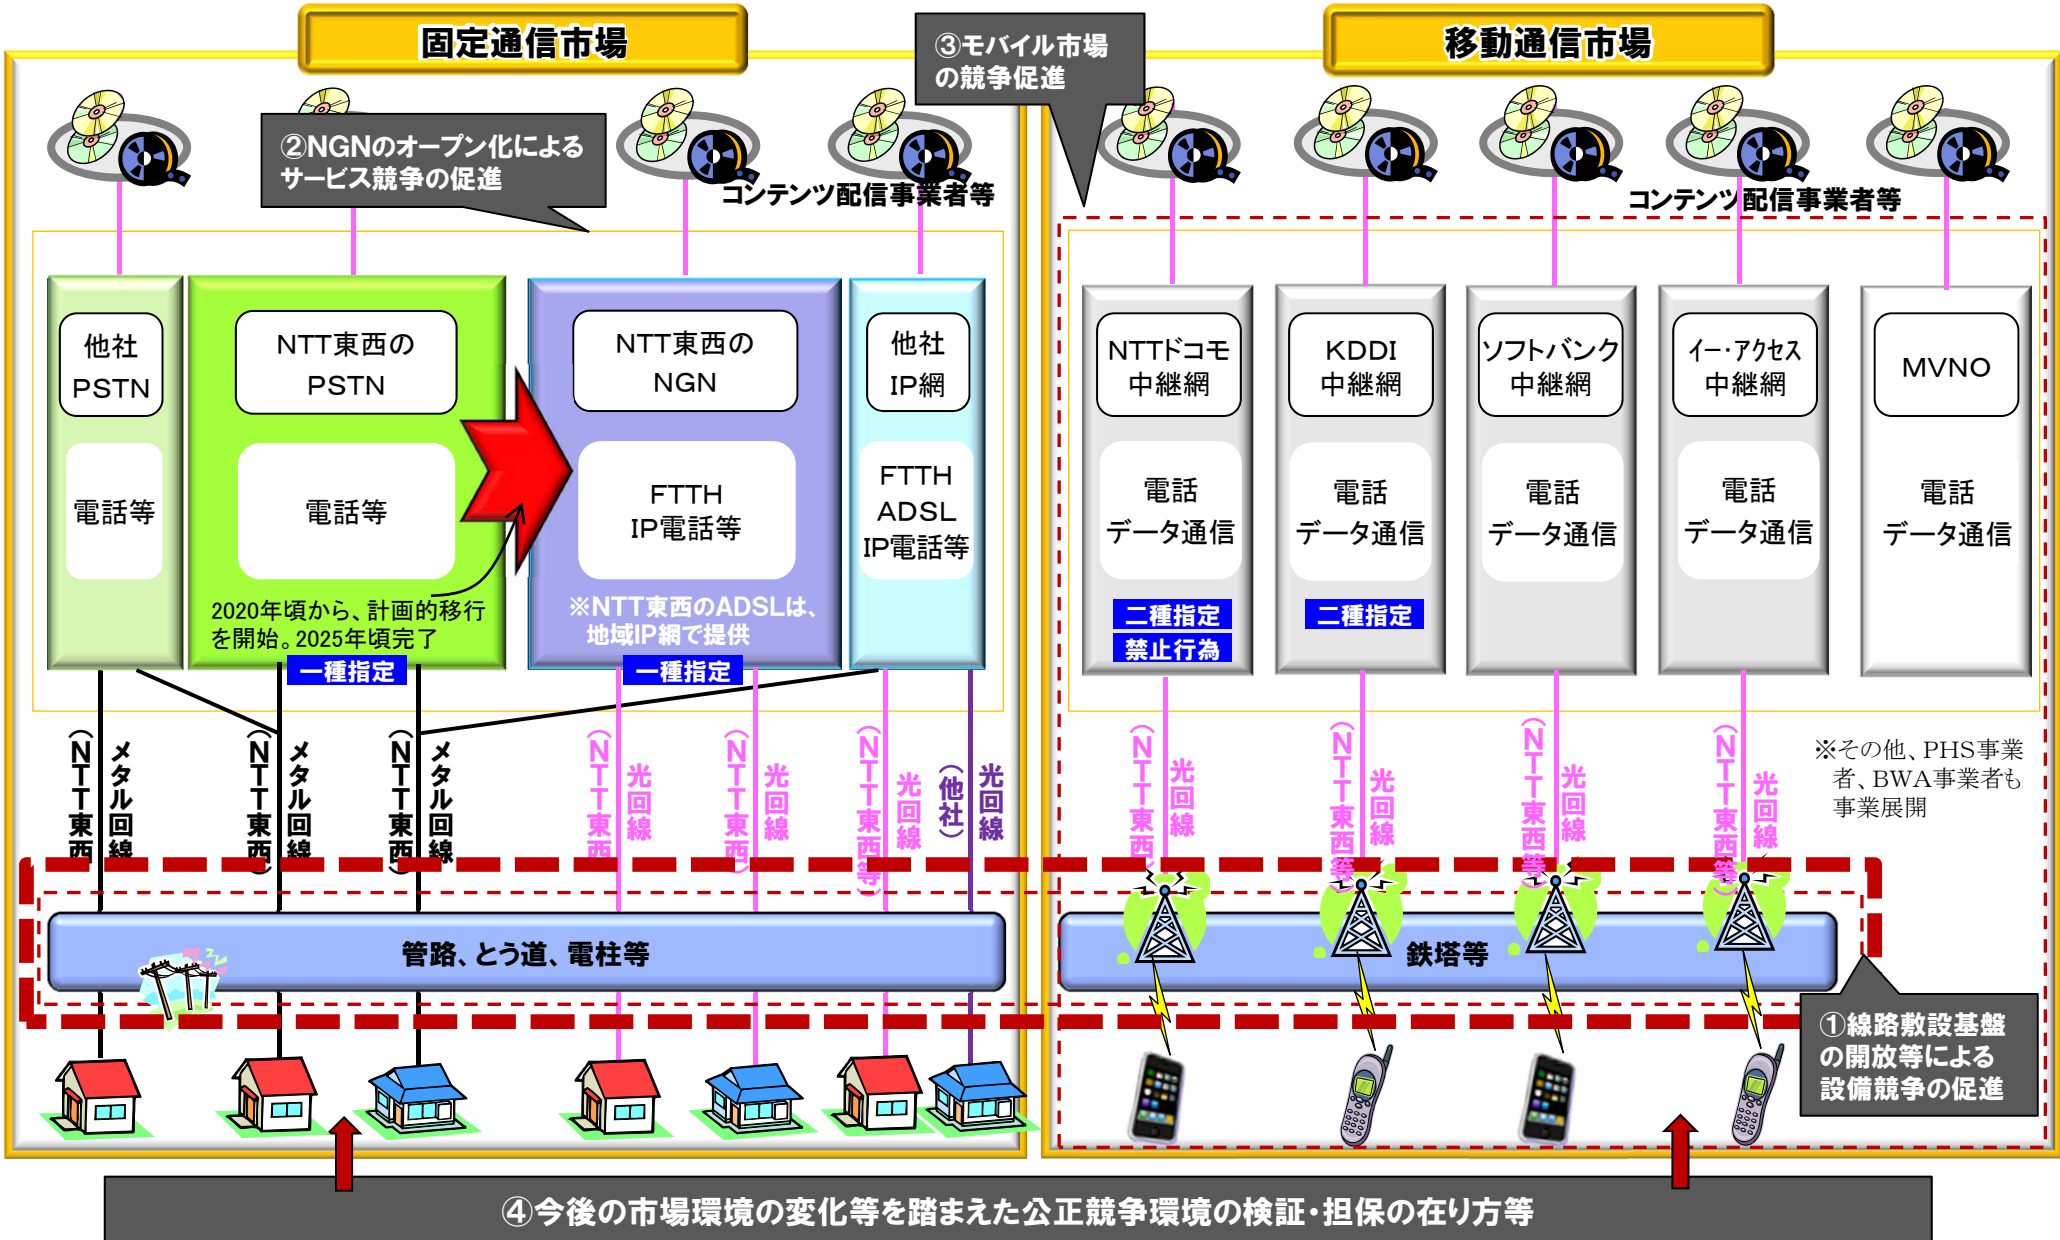 固定通信市場
移動通信市場
③モバイル市場
の競争促進
②NGNのオープン化による
サービス競争の促進
コンテンツ配信事業者等
コンテンツ配信事業者等
他社
PSTN
電話等
NTT東西の
PSTN
電話等
2020年頃から、計画的移行
を開始。2025年頃完了
一種指定
NTT東西の
NGN
FTTH
IP電話等
※NTT東西のADSLは、
地域IP網で提供
一種指定
他社
IP網
FTTH
ADSL
IP電話等
NTTドコモ
中継網
電話
データ通信
二種指定
禁止行為
KDDI
中継網
電話
データ通信
二種指定
ソフトバンク
中継網
電話
データ通信
イー・アクセス
中継網
電話
データ通信
MVNO
電話
データ通信
メタル回線
（NTT東西
メタル回線
（NTT東西）
メタル回線
（NTT東西）
光回線
（NTT東西
光回線
（NTT東西）
光回線
（NTT東西等）
光回線
（他社）
光回線
（NTT東西等）
光回線
（NTT東西等）
光回線
（NTT東西等）
光回線
（NTT東西等）
※その他、PHS事業
者、BWA事業者も
事業展開
管路、とう道、電柱等
鉄塔等
①線路敷設基盤
の開放等による
設備競争の促進
④今後の市場環境の変化等を踏まえた公正競争環境の検証・担保の在り方等